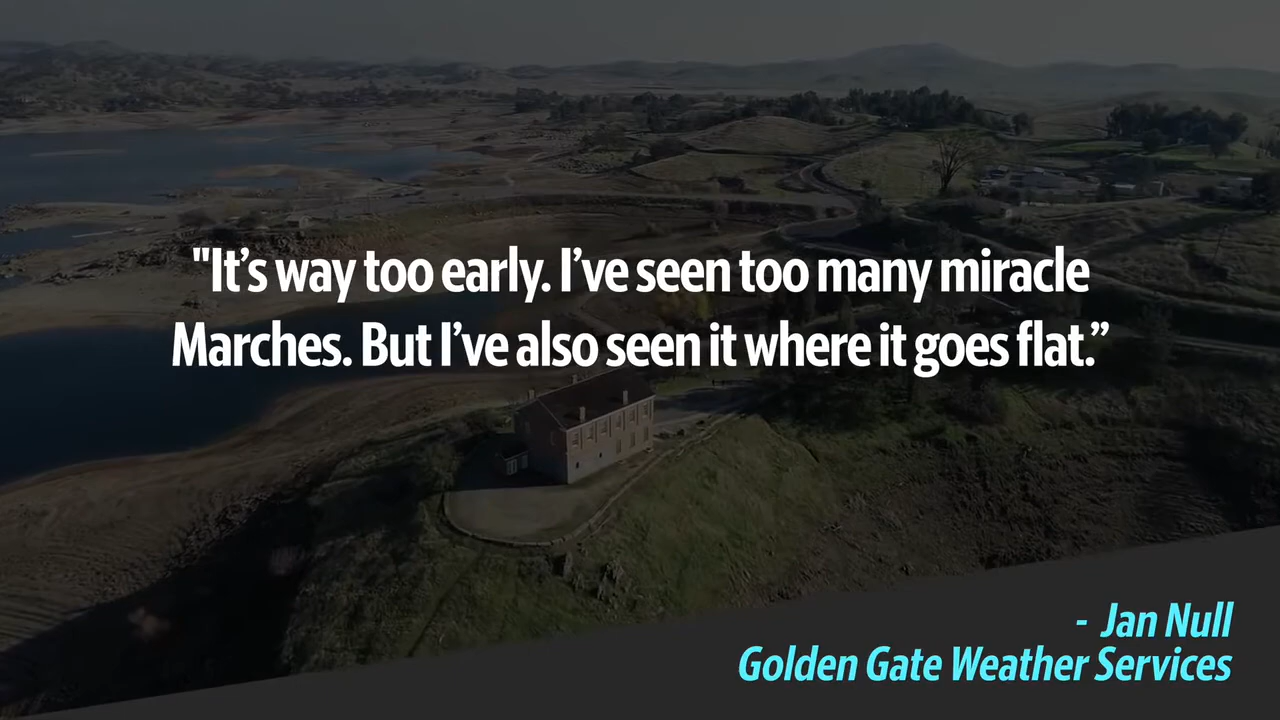 "It’s way too early. I’ve seen too many miracle
Marches. But I’ve also seen it where it goes flat.”
- Jan Null
Golden Gate Weather Services